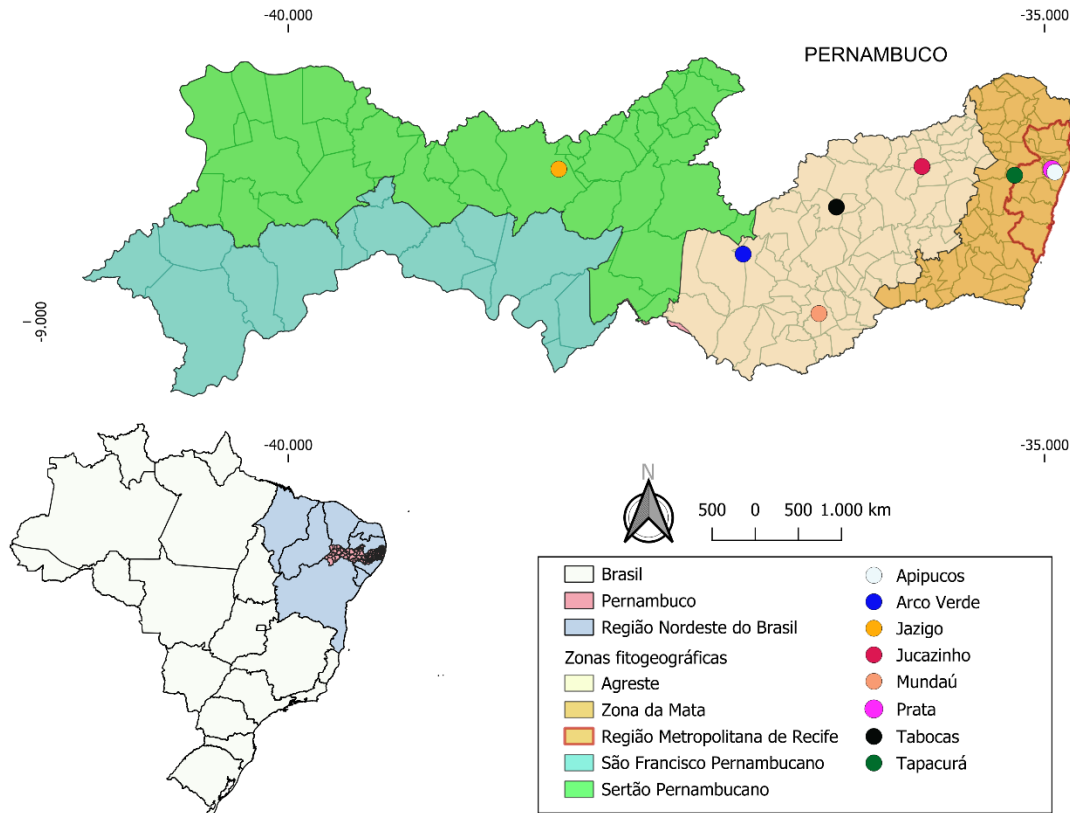 -40.000
-35.000
PERNAMBUCO
-9.000
-40.000
-35.000
N
500 0 500 1.000 km
Brasil
Pernambuco
Região Nordeste do Brasil
Zonas fitogeográficas
Agreste
Zona da Mata
Região Metropolitana de Recife
São Francisco Pernambucano
Sertão Pernambucano
Apipucos
Arco Verde
Jazigo
Jucazinho
Mundaú
Prata
Tabocas
Tapacurá